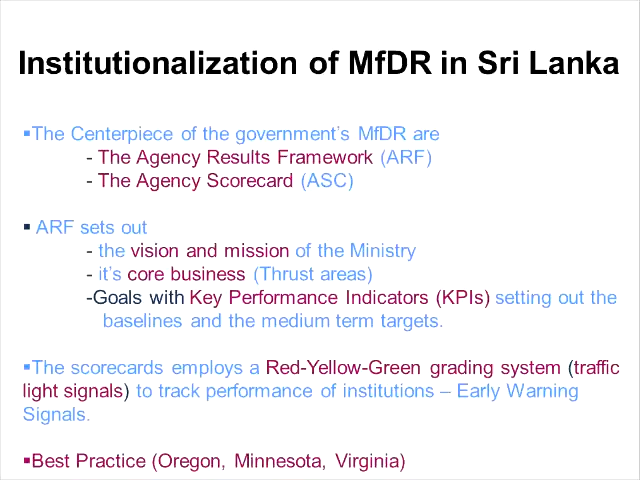 Institutionalization of MfDR in Sri Lanka
▪The Centerpiece of the government's MfDR are
- The Agency Results Framework (ARF)
- The Agency Scorecard (ASC)
▪ ARF sets out
- the vision and mission of the Ministry
- it's core business (Thrust areas)
-Goals with Key Performance Indicators (KPIs) setting out the
baselines and the medium term targets.
▪The scorecards employs a Red-Yellow-Green grading system (traffic
light signals) to track performance of institutions – Early Warning
Signals.
▪Best Practice (Oregon, Minnesota, Virginia)